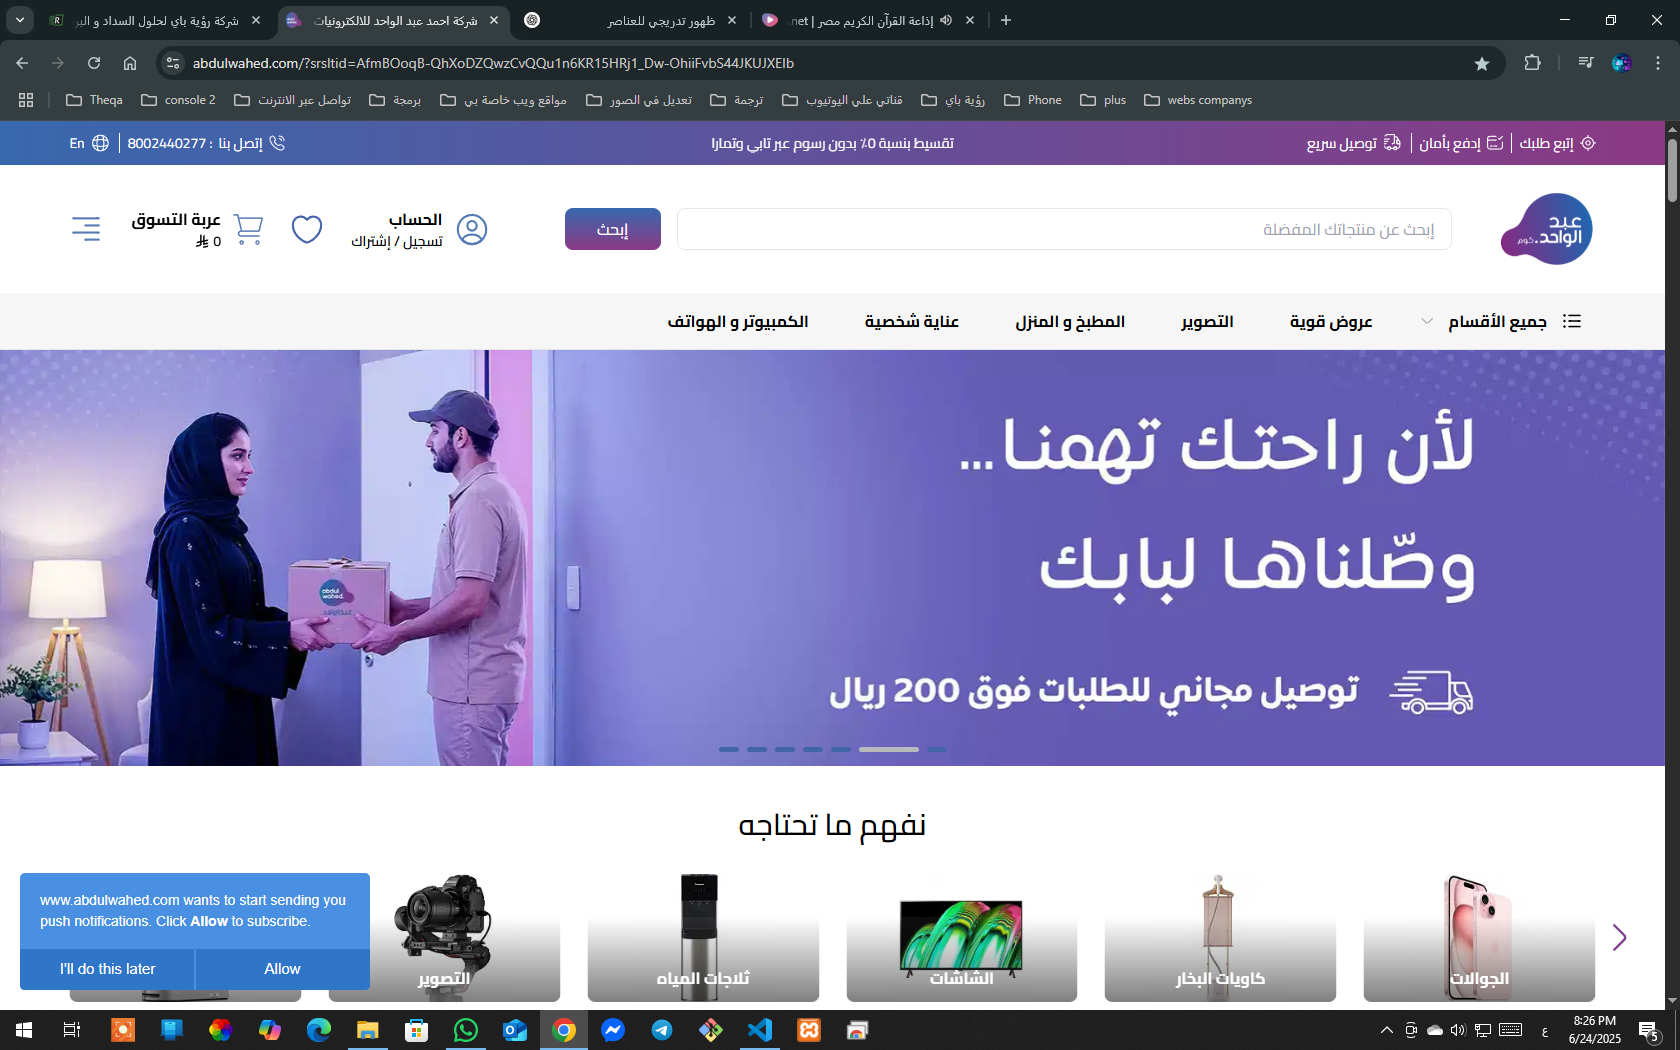 شركة رؤية باي لحلول السداد و البر
شركة احمد عبد الواحد للالكترونيات
ظهور تدريجي للعناصر
إذاعة القرآن الكريم مصر | net.
abdulwahed.com/?srsltid=AfmBOoqB-QhXoDZQwzCvQQu1n6KR15HRj1_Dw-OhiiFvbS44JKUJXEIb
Theqa
console 2
تواصل عبر الانترنت
برمجة
مواقع ويب خاصة بي
تعديل في الصور
ترجمة
قناتي علي اليوتيوب
رؤية باي
Phone
plus
webs companys
إتبع طلبك
إدفع بأمان
توصيل سريع
تقسيط بنسبة 0٪ بدون رسوم عبر تابي وتمارا
إتصل بنا : 8002440277
En
عبد الواحد.كوم
إبحث عن منتجاتك المفضلة
إبحث
الحساب
تسجيل / إشتراك
عربة التسوق
0
جميع الأقسام
عروض قوية
التصوير
المطبخ و المنزل
عناية شخصية
الكمبيوتر و الهواتف
لأن راحتك تهمنا...
وصّلناها لبابك
توصيل مجاني للطلبات فوق 200 ريال
abdul wahed.
نفهم ما تحتاجه
الجوالات
كاويات البخار
الشاشات
ثلاجات المياه
التصوير
www.abdulwahed.com wants to start sending you
push notifications. Click Allow to subscribe.
I'll do this later
Allow
ع
8:26 PM
6/24/2025
5